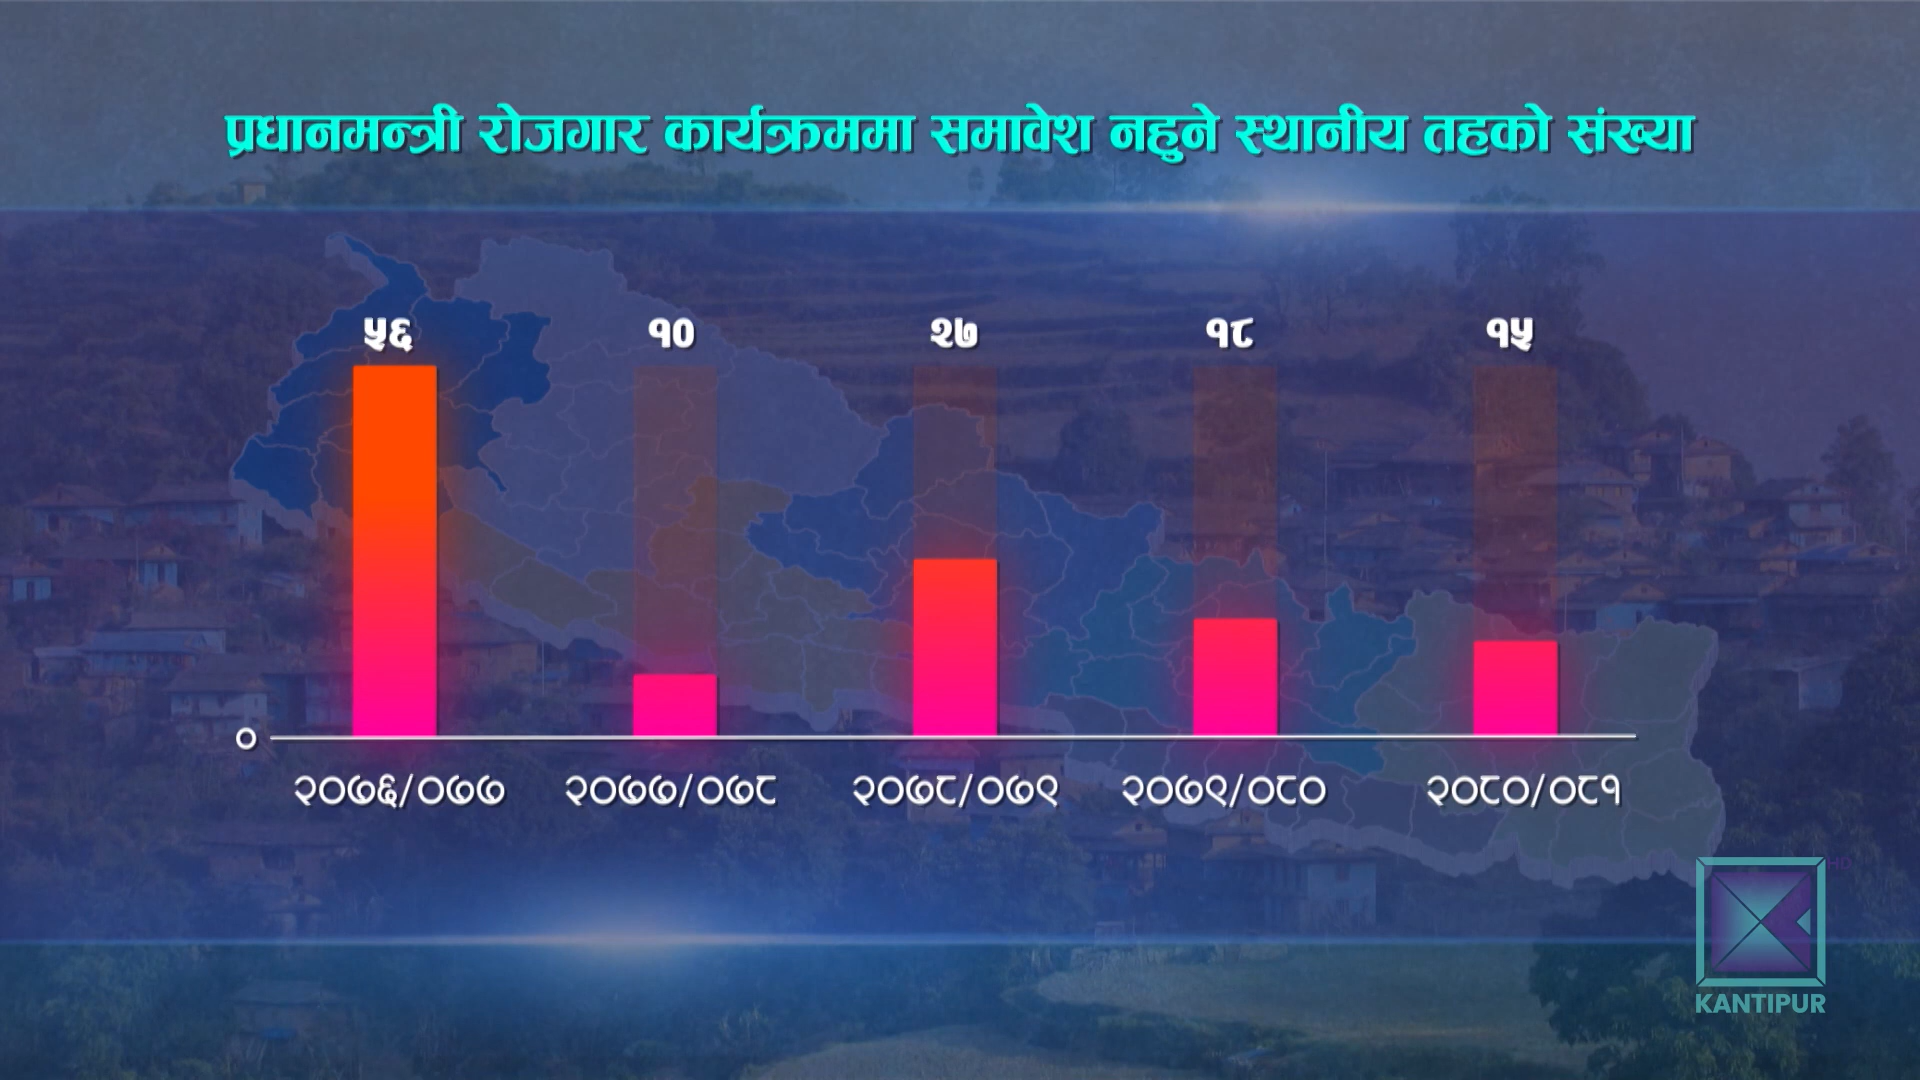 प्रधानमन्त्री रोजगार कार्यक्रममा समावेश नहुने स्थानीय तहको संख्या
५६ १० २७ १८ १५
०
२०७६/०७७ २०७७/०७८ २०७८/०७९ २०७९/०८० २०८०/०८१
HD
KANTIPUR